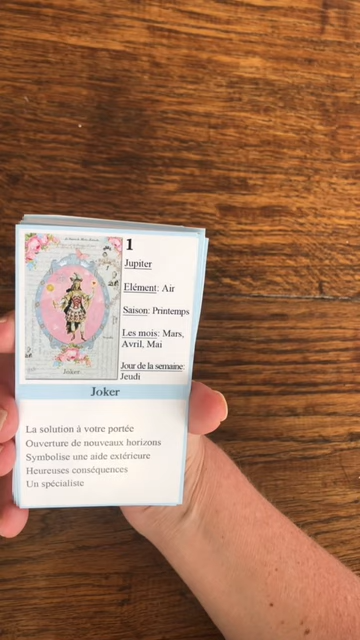 1
Jupiter
Elément: Air
Saison: Printemps
Les mois: Mars,
Avril, Mai
Jour de la semaine:
Jeudi
Joker.
Joker
La solution à votre portée
Ouverture de nouveaux horizons
Symbolise une aide extérieure
Heureuses conséquences
Un spécialiste